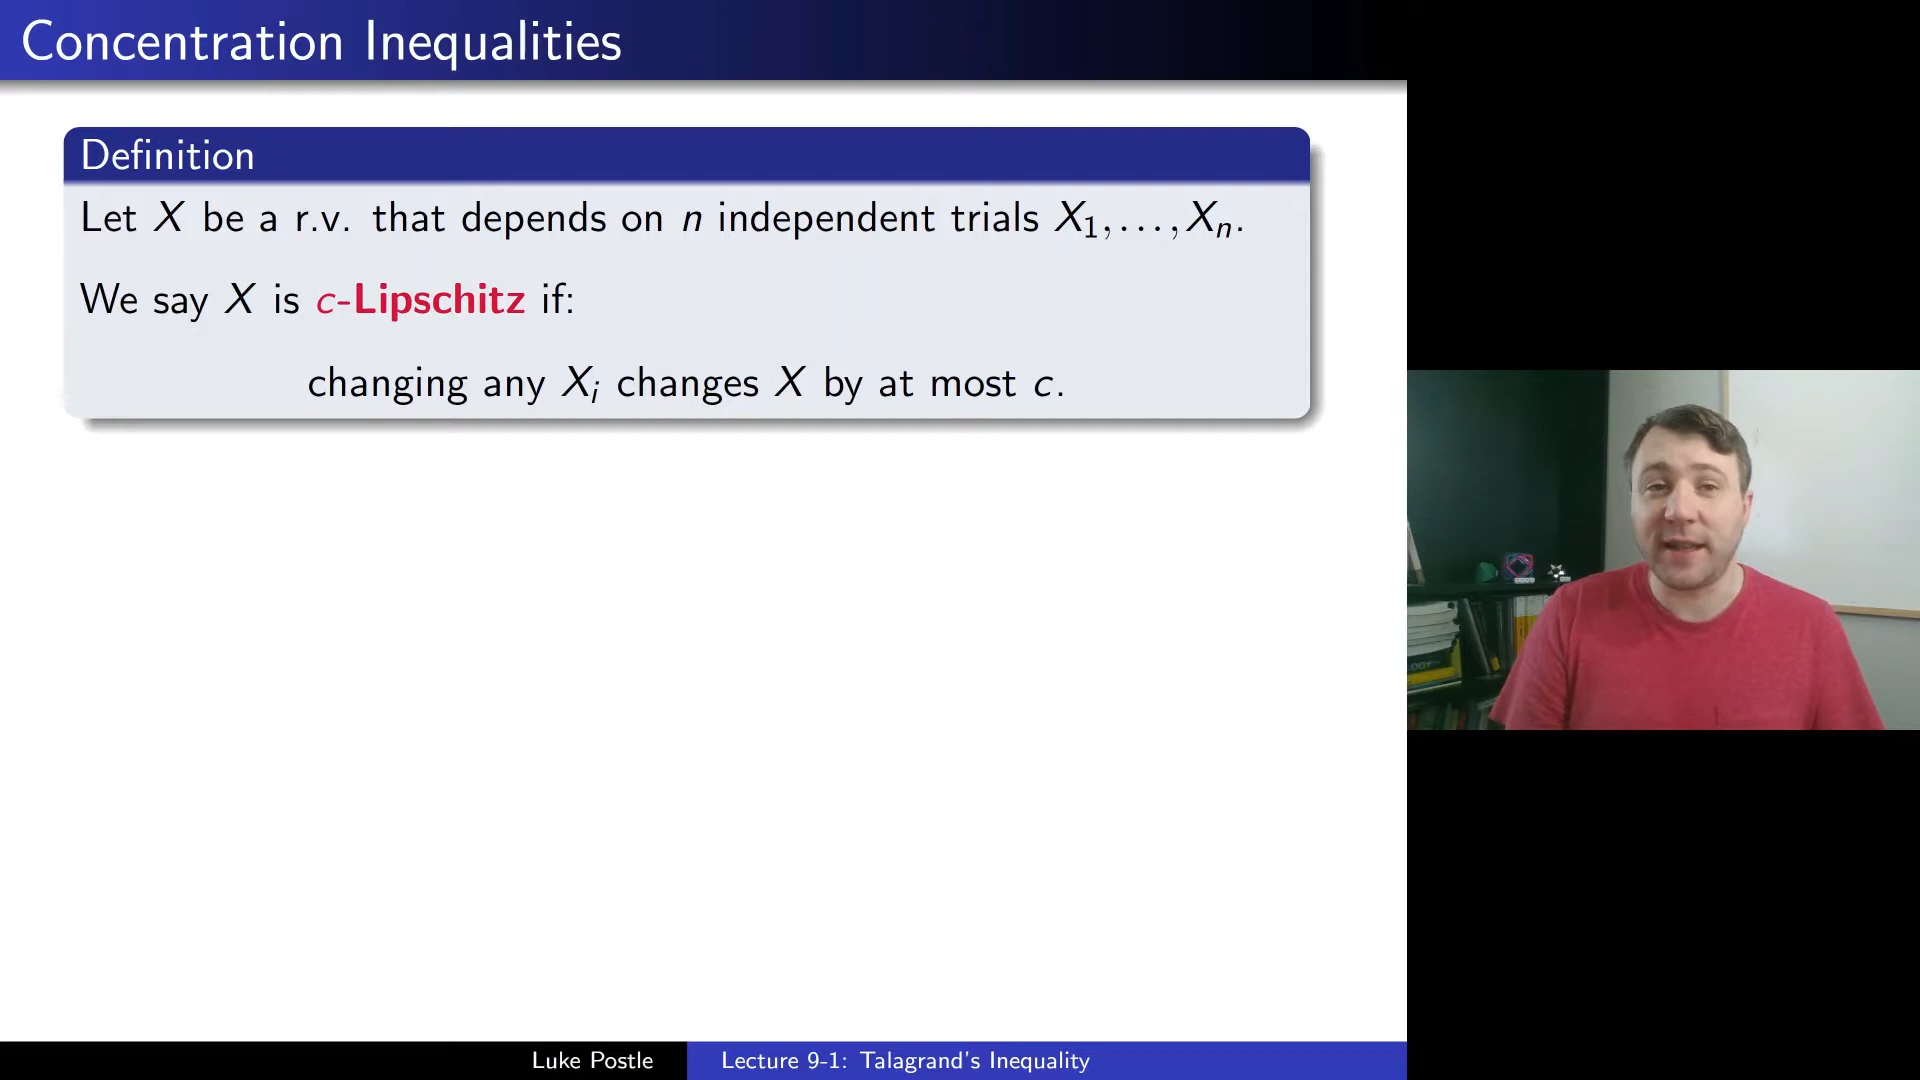 Concentration Inequalities
Definition
Let X be a r.v. that depends on n independent trials X₁,...,Xₙ.
We say X is c-Lipschitz if:
changing any Xᵢ changes X by at most c.
Luke Postle
Lecture 9-1: Talagrand's Inequality